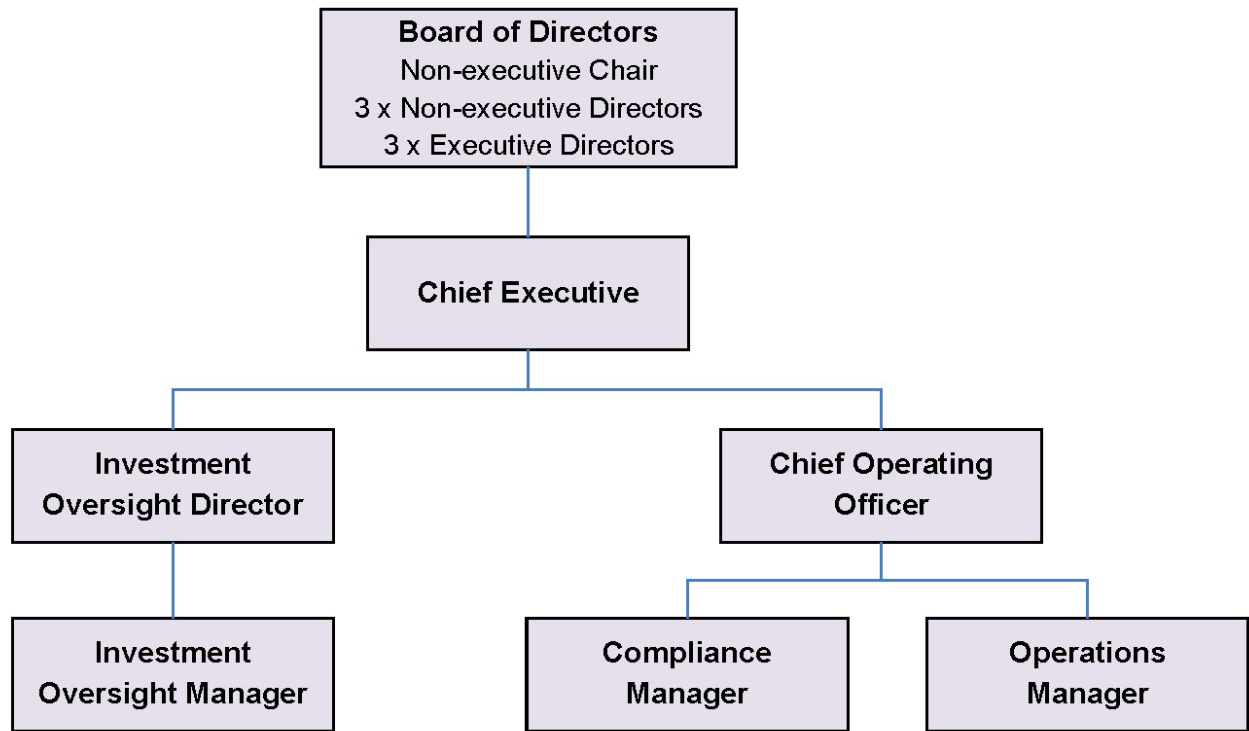 Board of Directors
Non-executive Chair
3 x Non-executive Directors
3 x Executive Directors
Chief Executive
Investment
Oversight Director
Chief Operating
Officer
Investment
Oversight Manager
Compliance
Manager
Operations
Manager